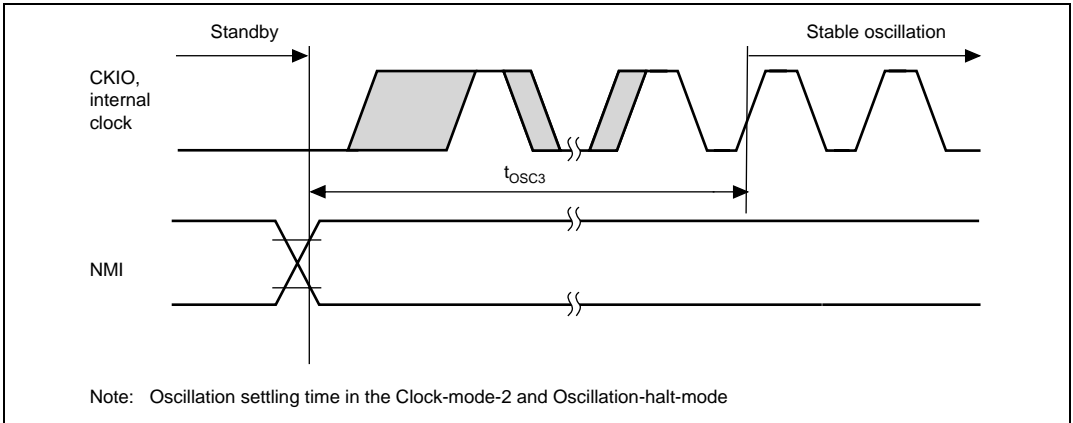 Standby
Stable oscillation
CKIO,
internal
clock
tOSC3
NMI
Note: Oscillation settling time in the Clock-mode-2 and Oscillation-halt-mode